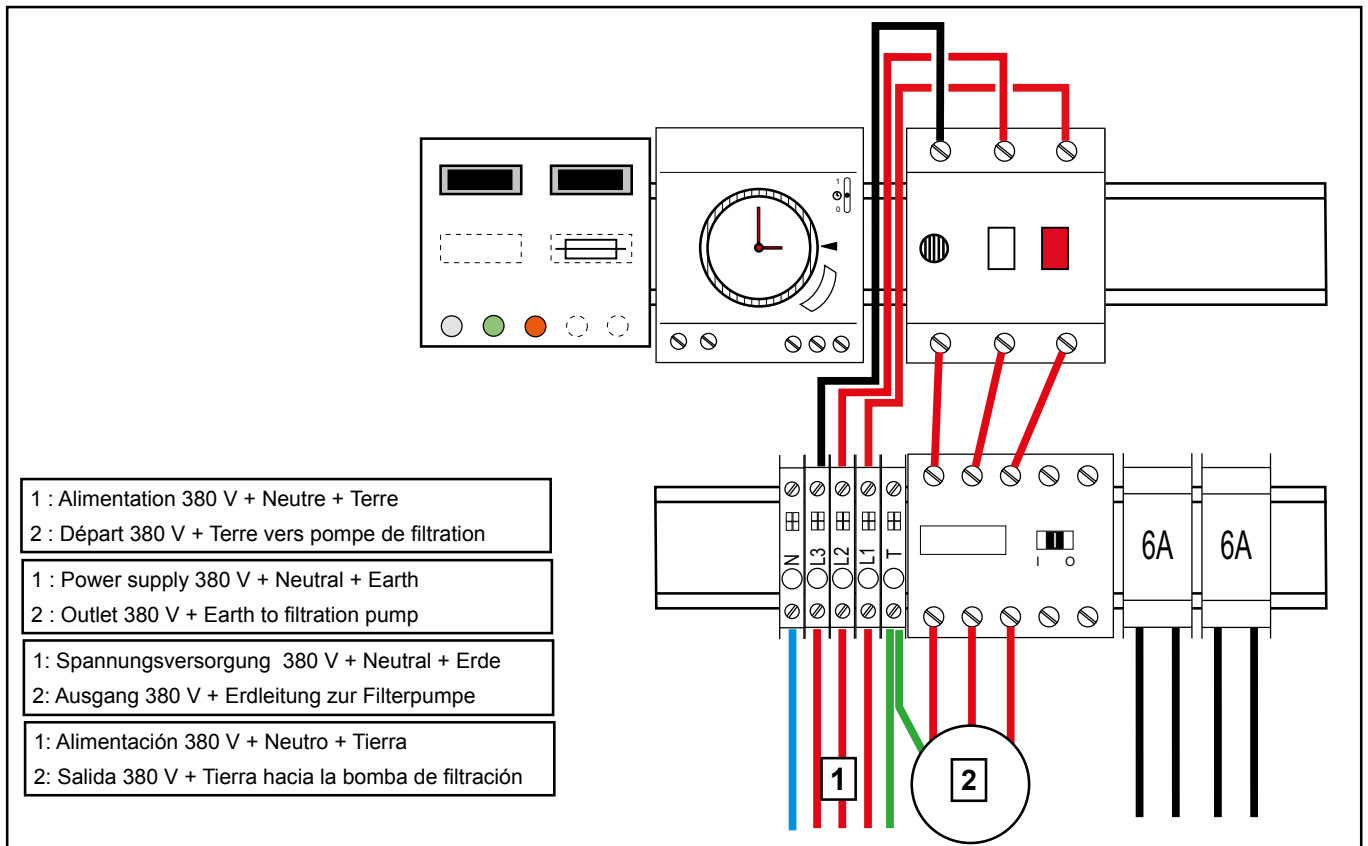 1
0
N
L3
L2
L1
T
I O
6A
6A
1 : Alimentation 380 V + Neutre + Terre
2 : Départ 380 V + Terre vers pompe de filtration
1 : Power supply 380 V + Neutral + Earth
2 : Outlet 380 V + Earth to filtration pump
1: Spannungsversorgung 380 V + Neutral + Erde
2: Ausgang 380 V + Erdleitung zur Filterpumpe
1: Alimentación 380 V + Neutro + Tierra
2: Salida 380 V + Tierra hacia la bomba de filtración
1
2